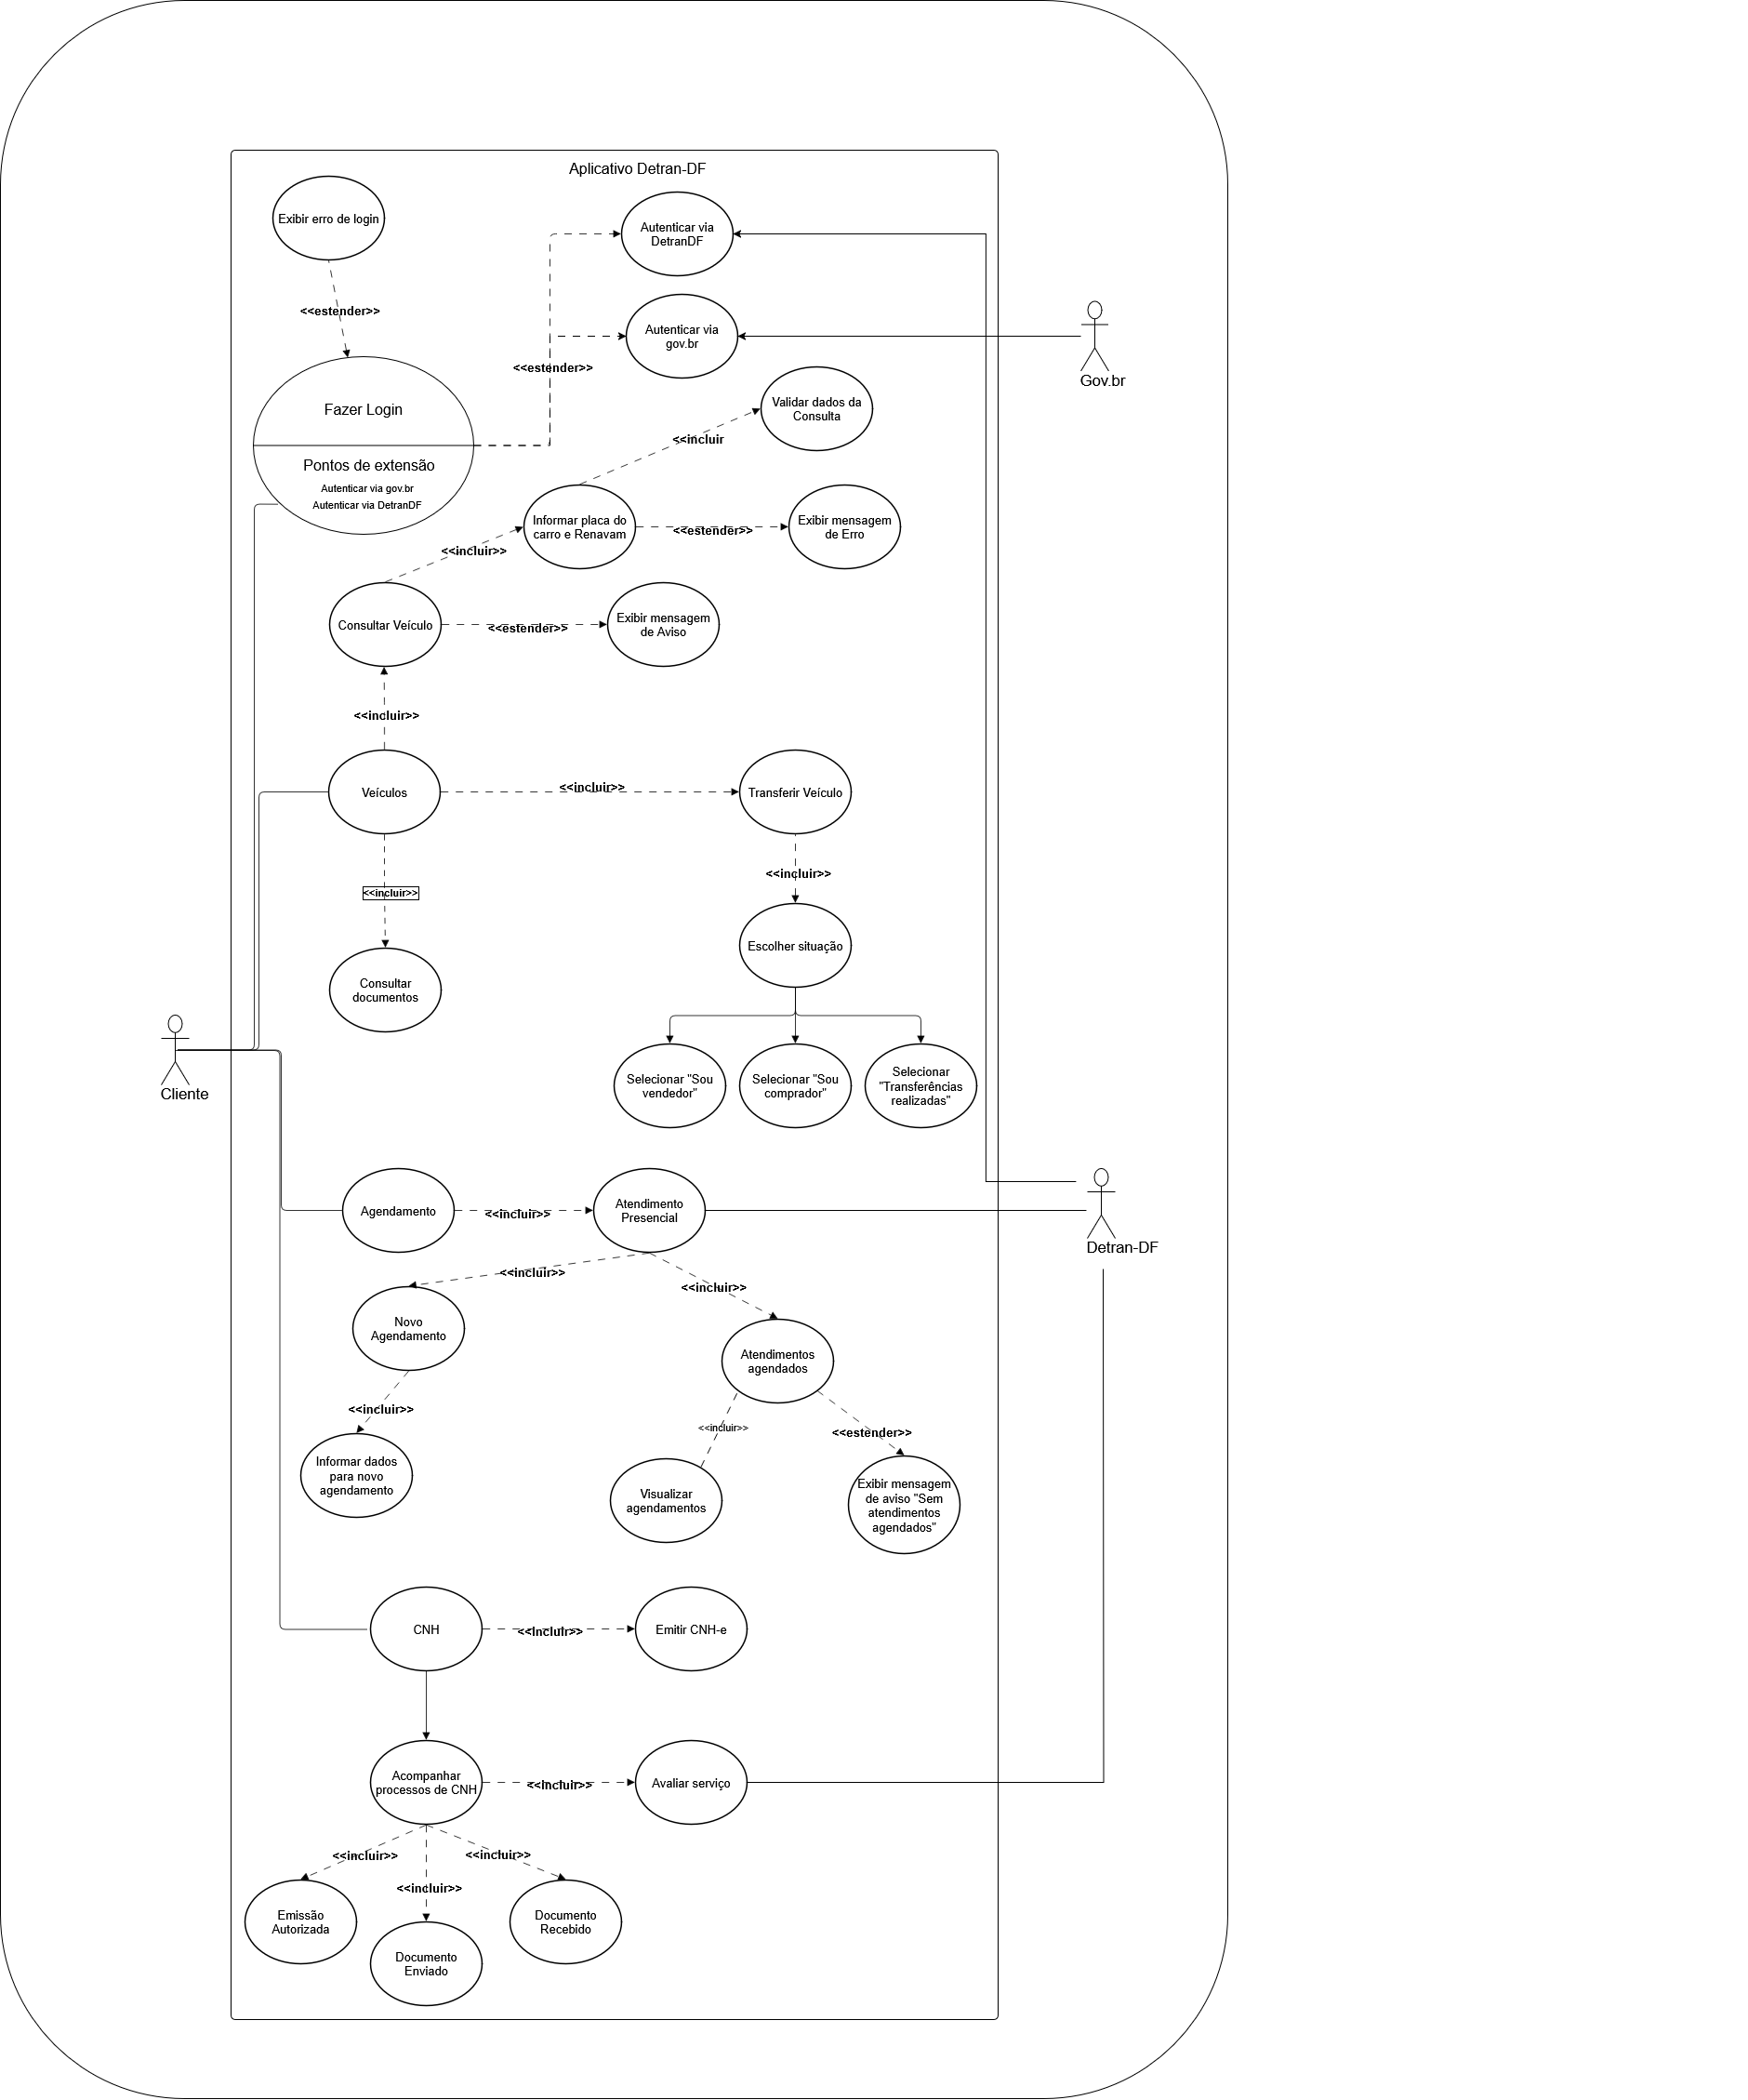 Aplicativo Detran-DF
Exibir erro de login
Autenticar via
DetranDF
<<estender>>
Autenticar via
gov.br
<<estender>>
Gov.br
Fazer Login
Pontos de extensão
Autenticar via gov.br
Autenticar via DetranDF
Validar dados da
Consulta
<<incluir
Informar placa do
carro e Renavam
<<estender>>
Exibir mensagem
de Erro
<<incluir>>
Consultar Veículo
<<estender>>
Exibir mensagem
de Aviso
<<incluir>>
Veículos
<<incluir>>
Transferir Veículo
<<incluir>>
<<incluir>>
Escolher situação
Consultar
documentos
Cliente
Selecionar "Sou
vendedor"
Selecionar "Sou
comprador"
Selecionar
"Transferências
realizadas"
Agendamento
<<incluir>>
Atendimento
Presencial
Detran-DF
<<incluir>>
<<incluir>>
Novo
Agendamento
Atendimentos
agendados
<<incluir>>
<<incluir>>
<<estender>>
Informar dados
para novo
agendamento
Visualizar
agendamentos
Exibir mensagem
de aviso "Sem
atendimentos
agendados"
CNH
<<incluir>>
Emitir CNH-e
Acompanhar
processos de CNH
<<incluir>>
Avaliar serviço
<<incluir>>
<<incluir>>
<<incluir>>
Emissão
Autorizada
Documento
Enviado
Documento
Recebido